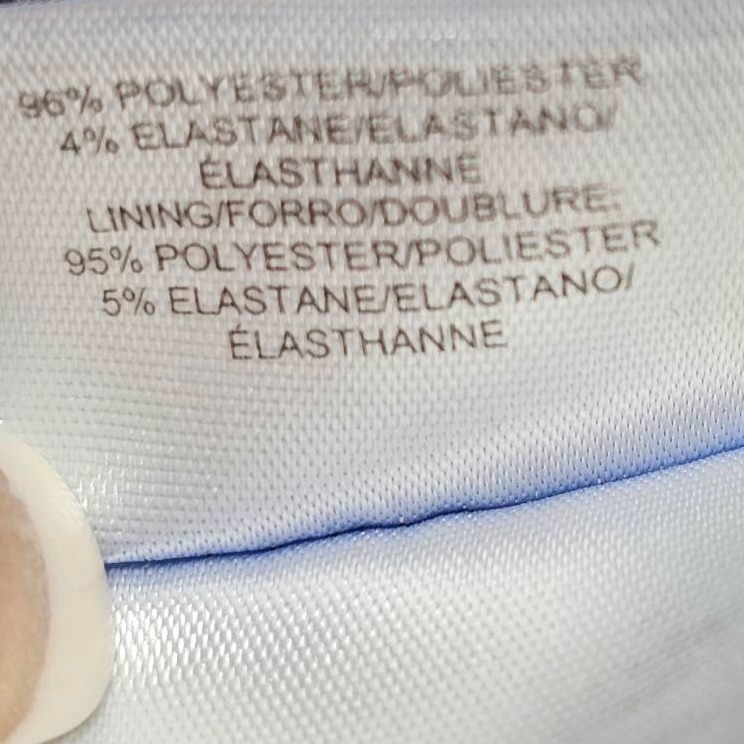 96% POLYESTER/POLIESTER
4% ELASTANE/ELASTANO/
ÉLASTHANNE
LINING/FORRO/DOUBLURE:
95% POLYESTER/POLIESTER
5% ELASTANE/ELASTANO/
ÉLASTHANNE